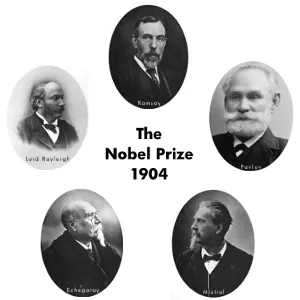 Ramsay
Lord Rayleigh
The
Nobel Prize
1904
Pavlov
Echegaray
Mistral